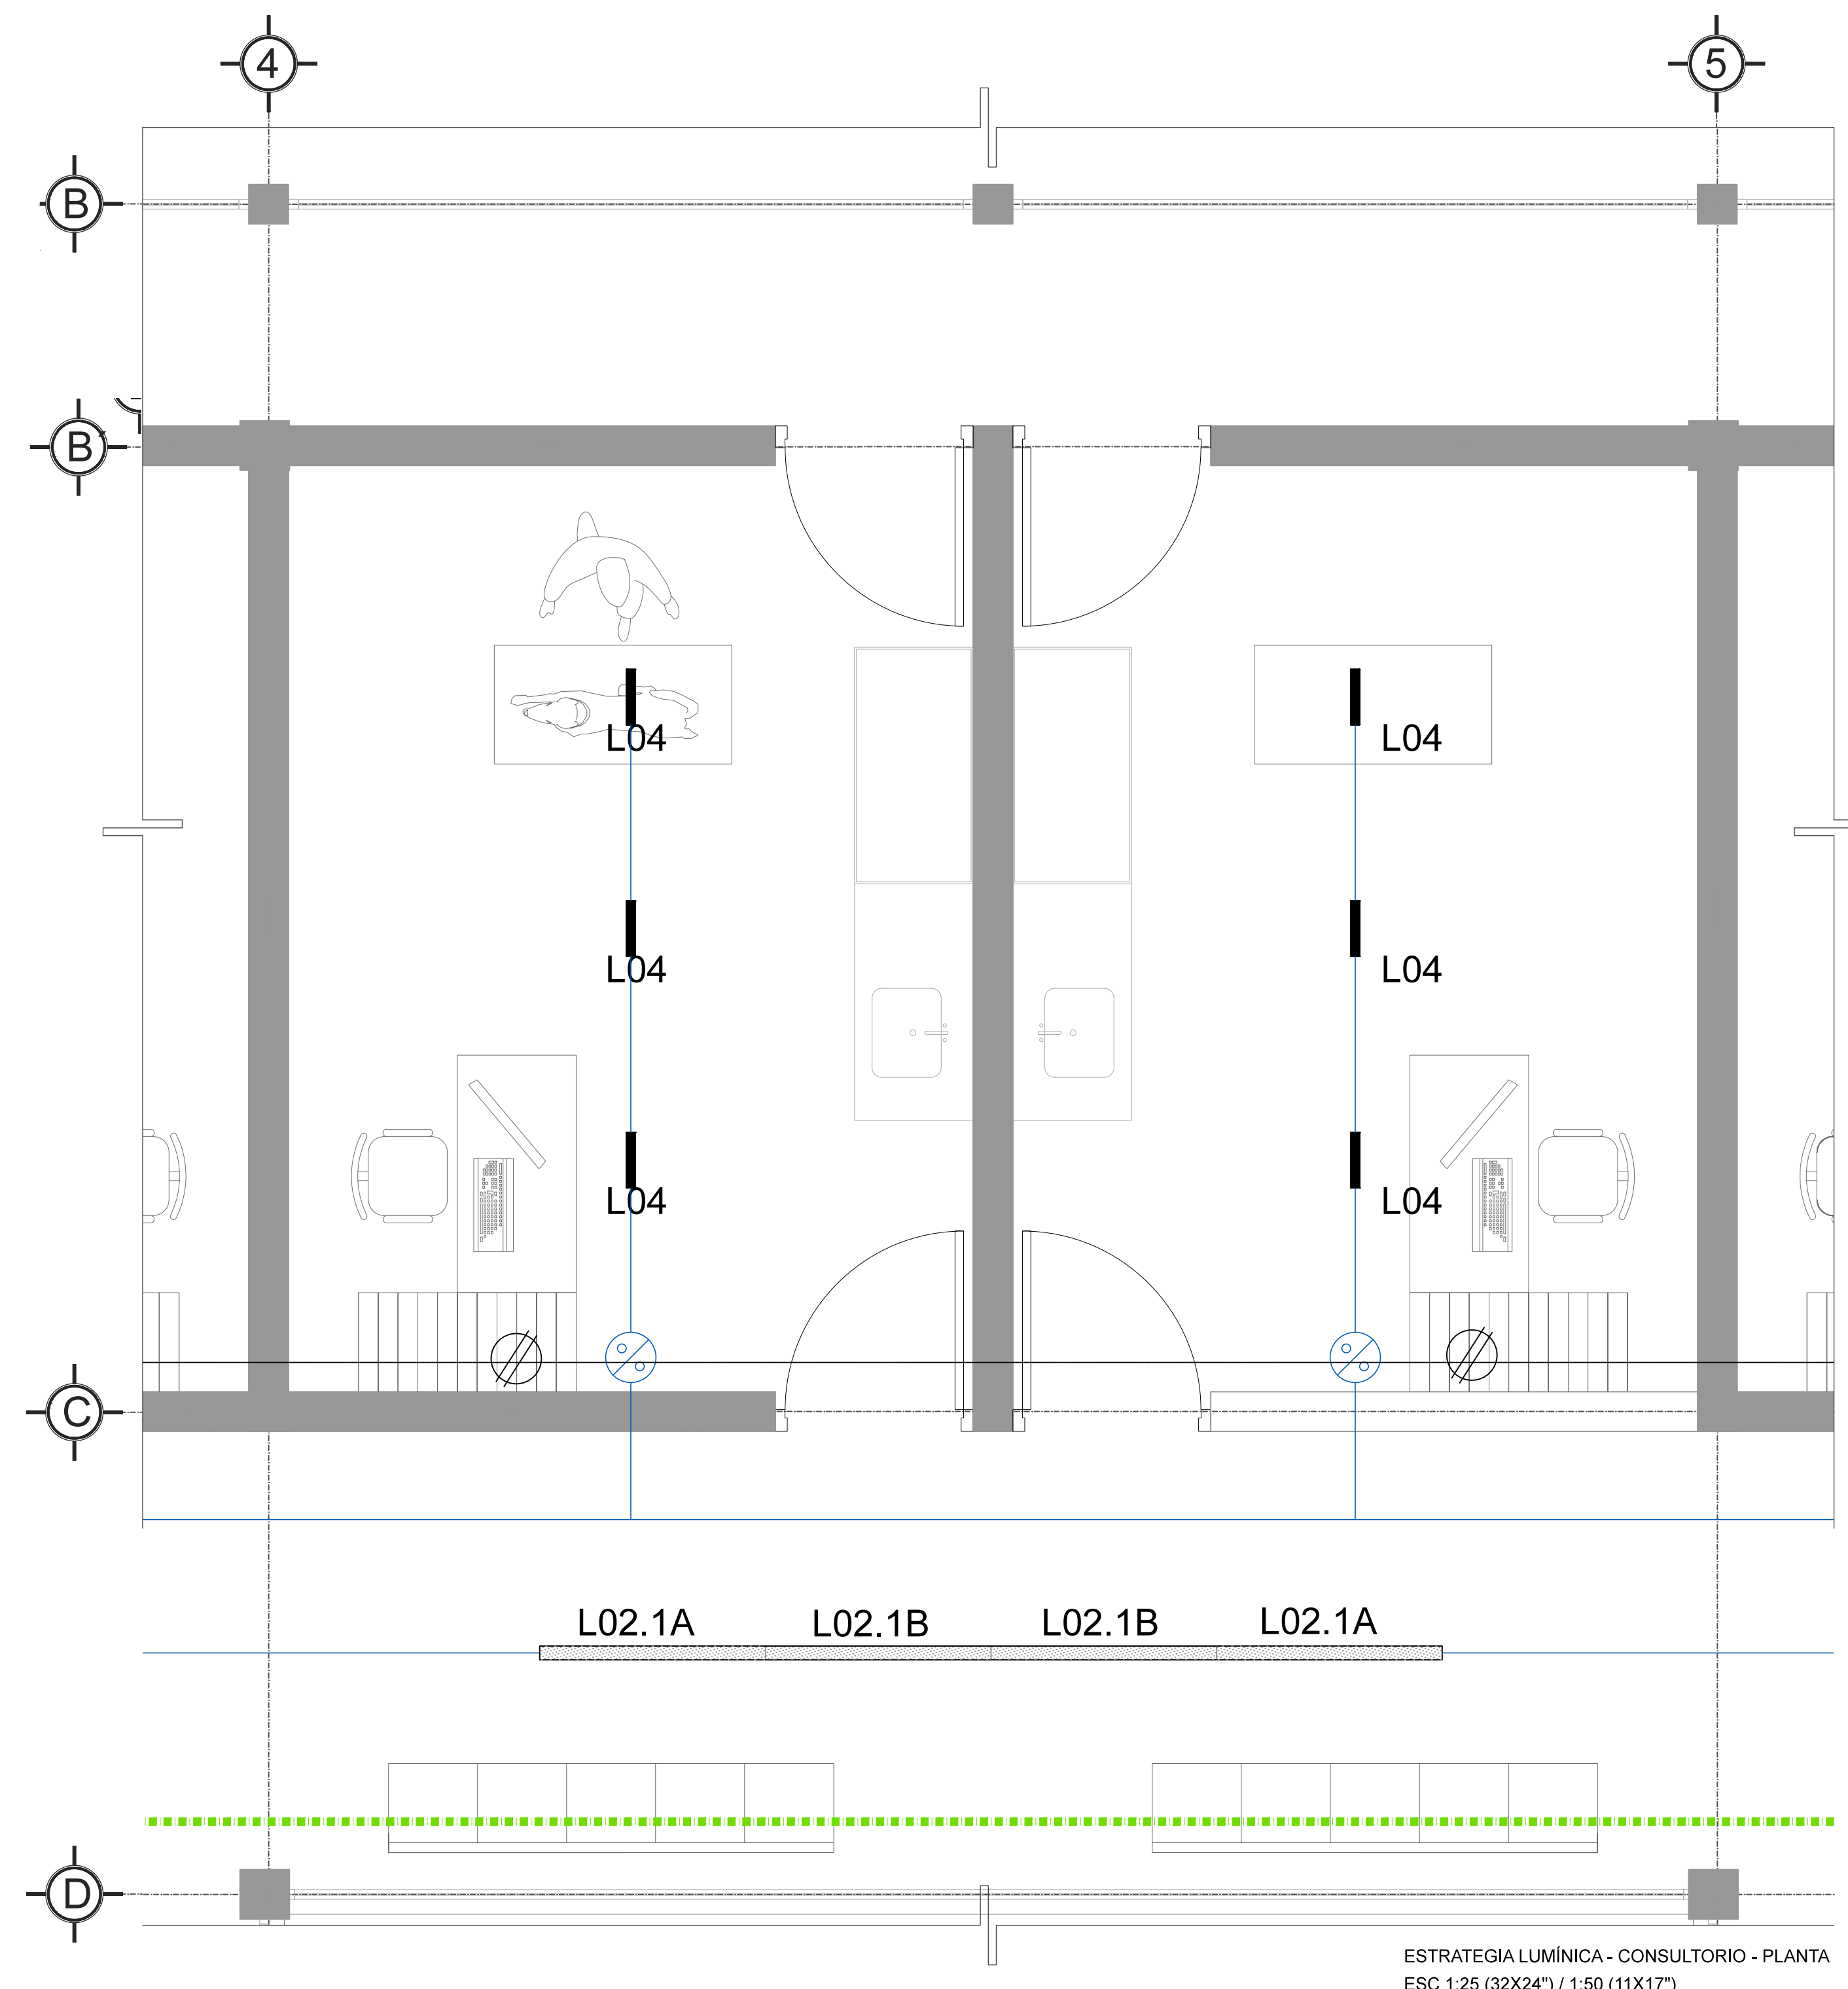 4
5
B
B'
L04
L04
L04
L04
L04
L04
C
L02.1A
L02.1B
L02.1B
L02.1A
D
ESTRATEGIA LUMÍNICA - CONSULTORIO - PLANTA
ESC 1:25 (32X24") / 1:50 (11X17")